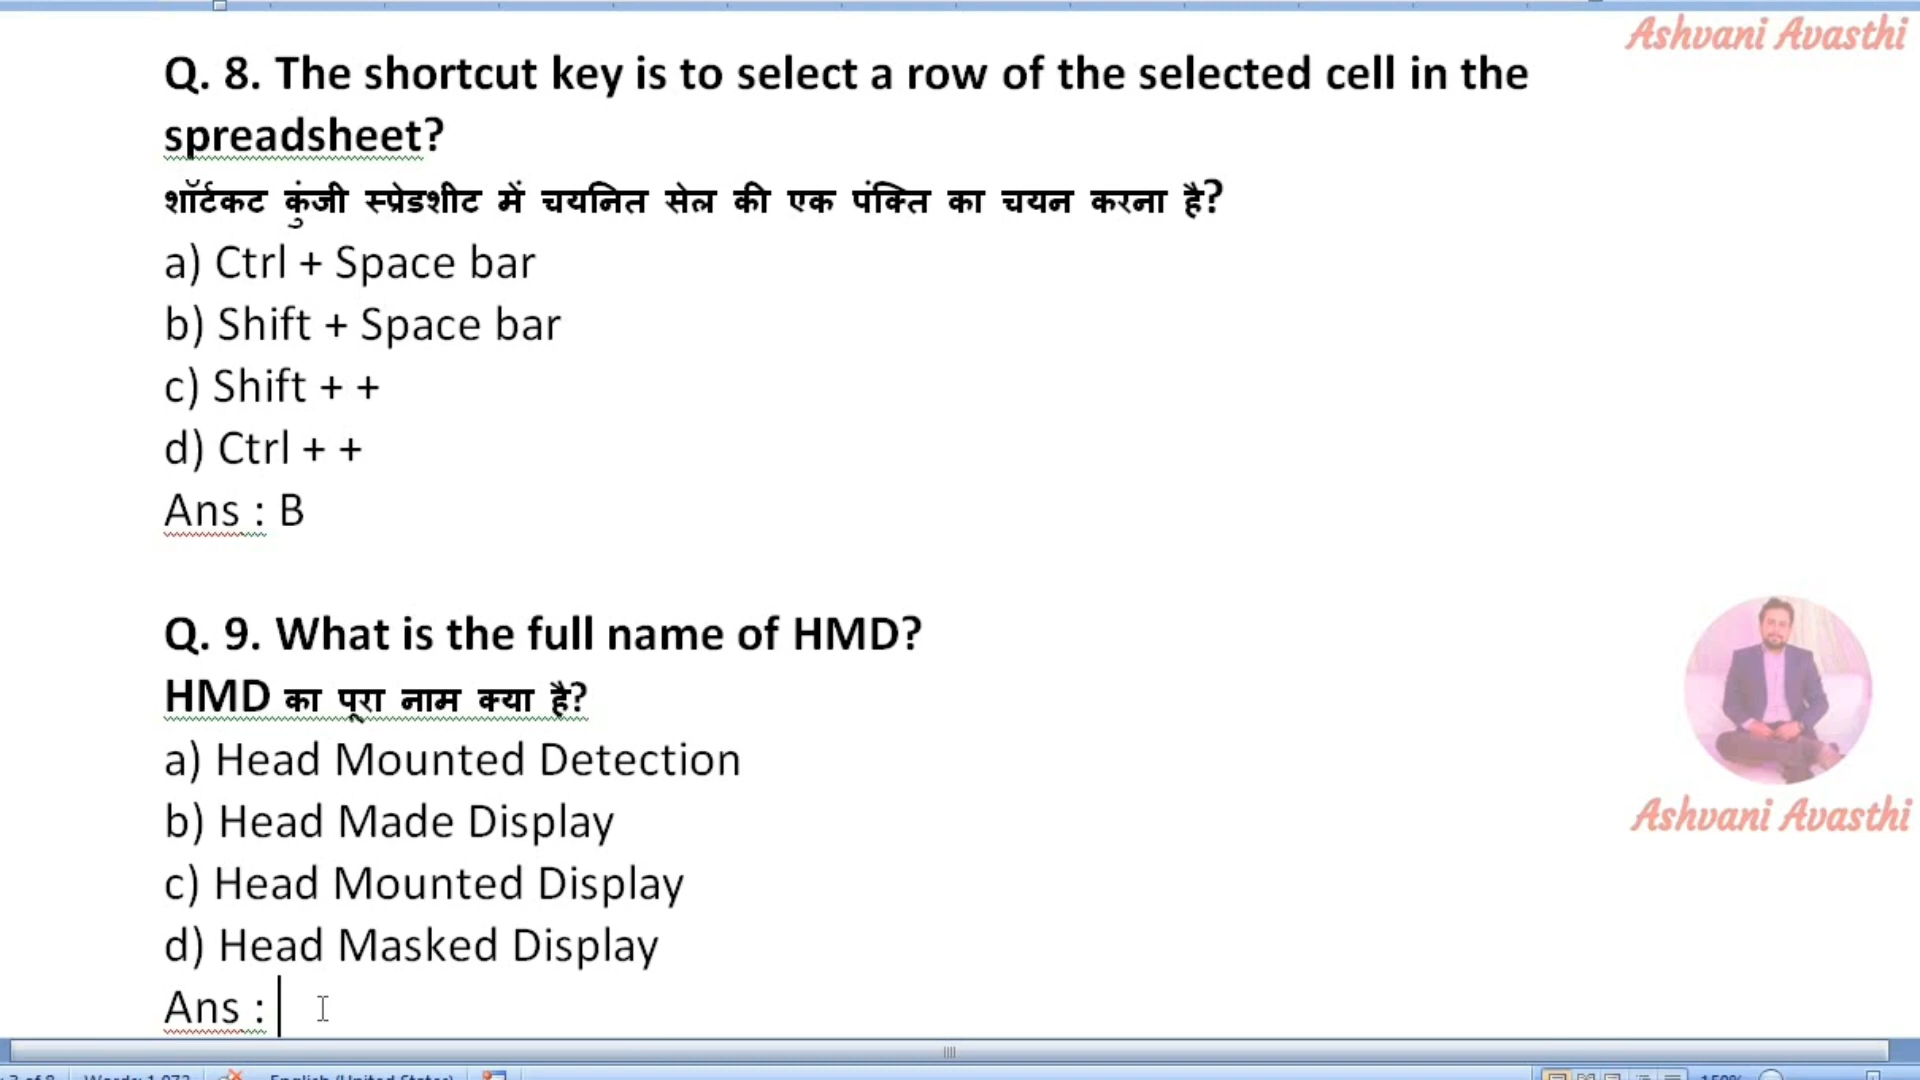 Ashvani Avasthi
Q. 8. The shortcut key is to select a row of the selected cell in the
spreadsheet?
शॉर्टकट कुंजी स्प्रेडशीट में चयनित सेल की एक पंक्ति का चयन करना है?
a) Ctrl + Space bar
b) Shift + Space bar
c) Shift + +
d) Ctrl + +
Ans : B
Q. 9. What is the full name of HMD?
HMD का पूरा नाम क्या है?
a) Head Mounted Detection
b) Head Made Display
c) Head Mounted Display
d) Head Masked Display
Ans :
Ashvani Avasthi